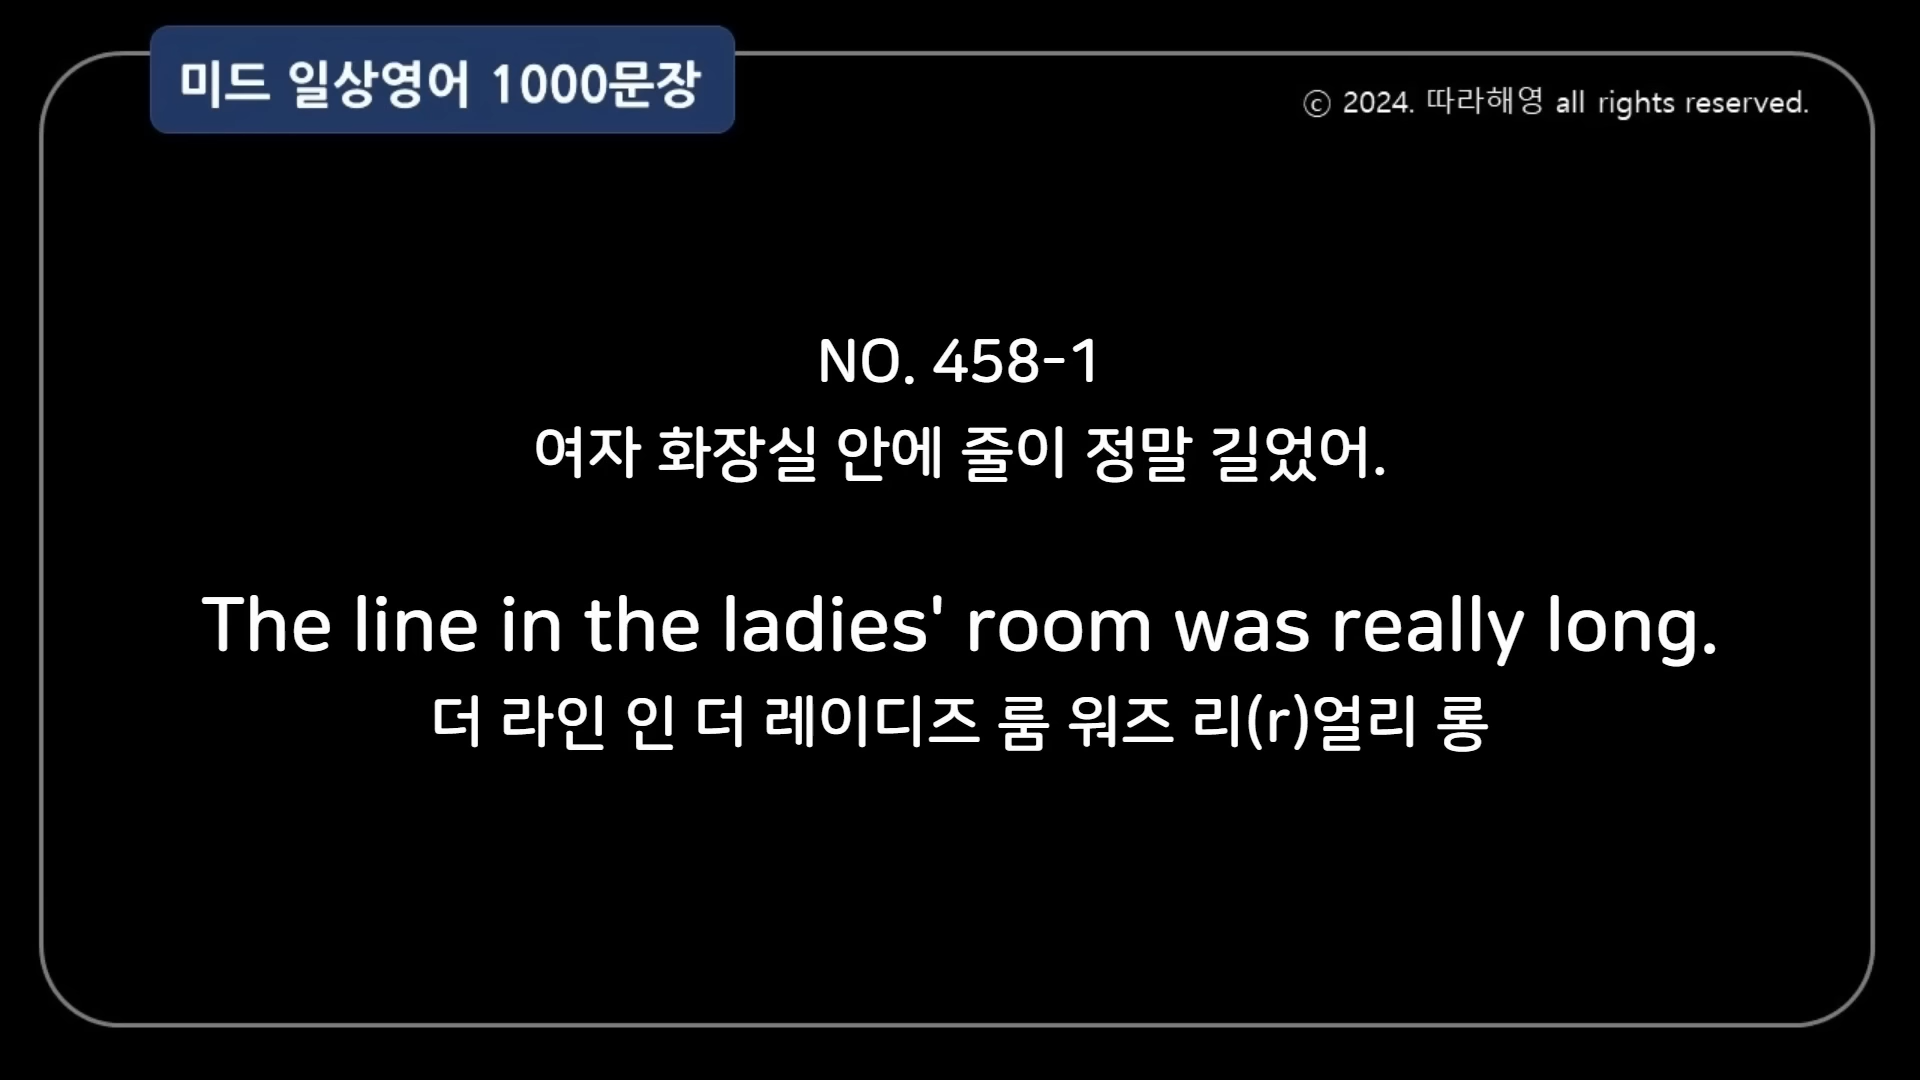 미드 일상영어 1000문장
ⓒ 2024. 따라해영 all rights reserved.
NO. 458-1
여자 화장실 안에 줄이 정말 길었어.
The line in the ladies' room was really long.
더 라인 인 더 레이디즈 룸 워즈 리(r)얼리 롱